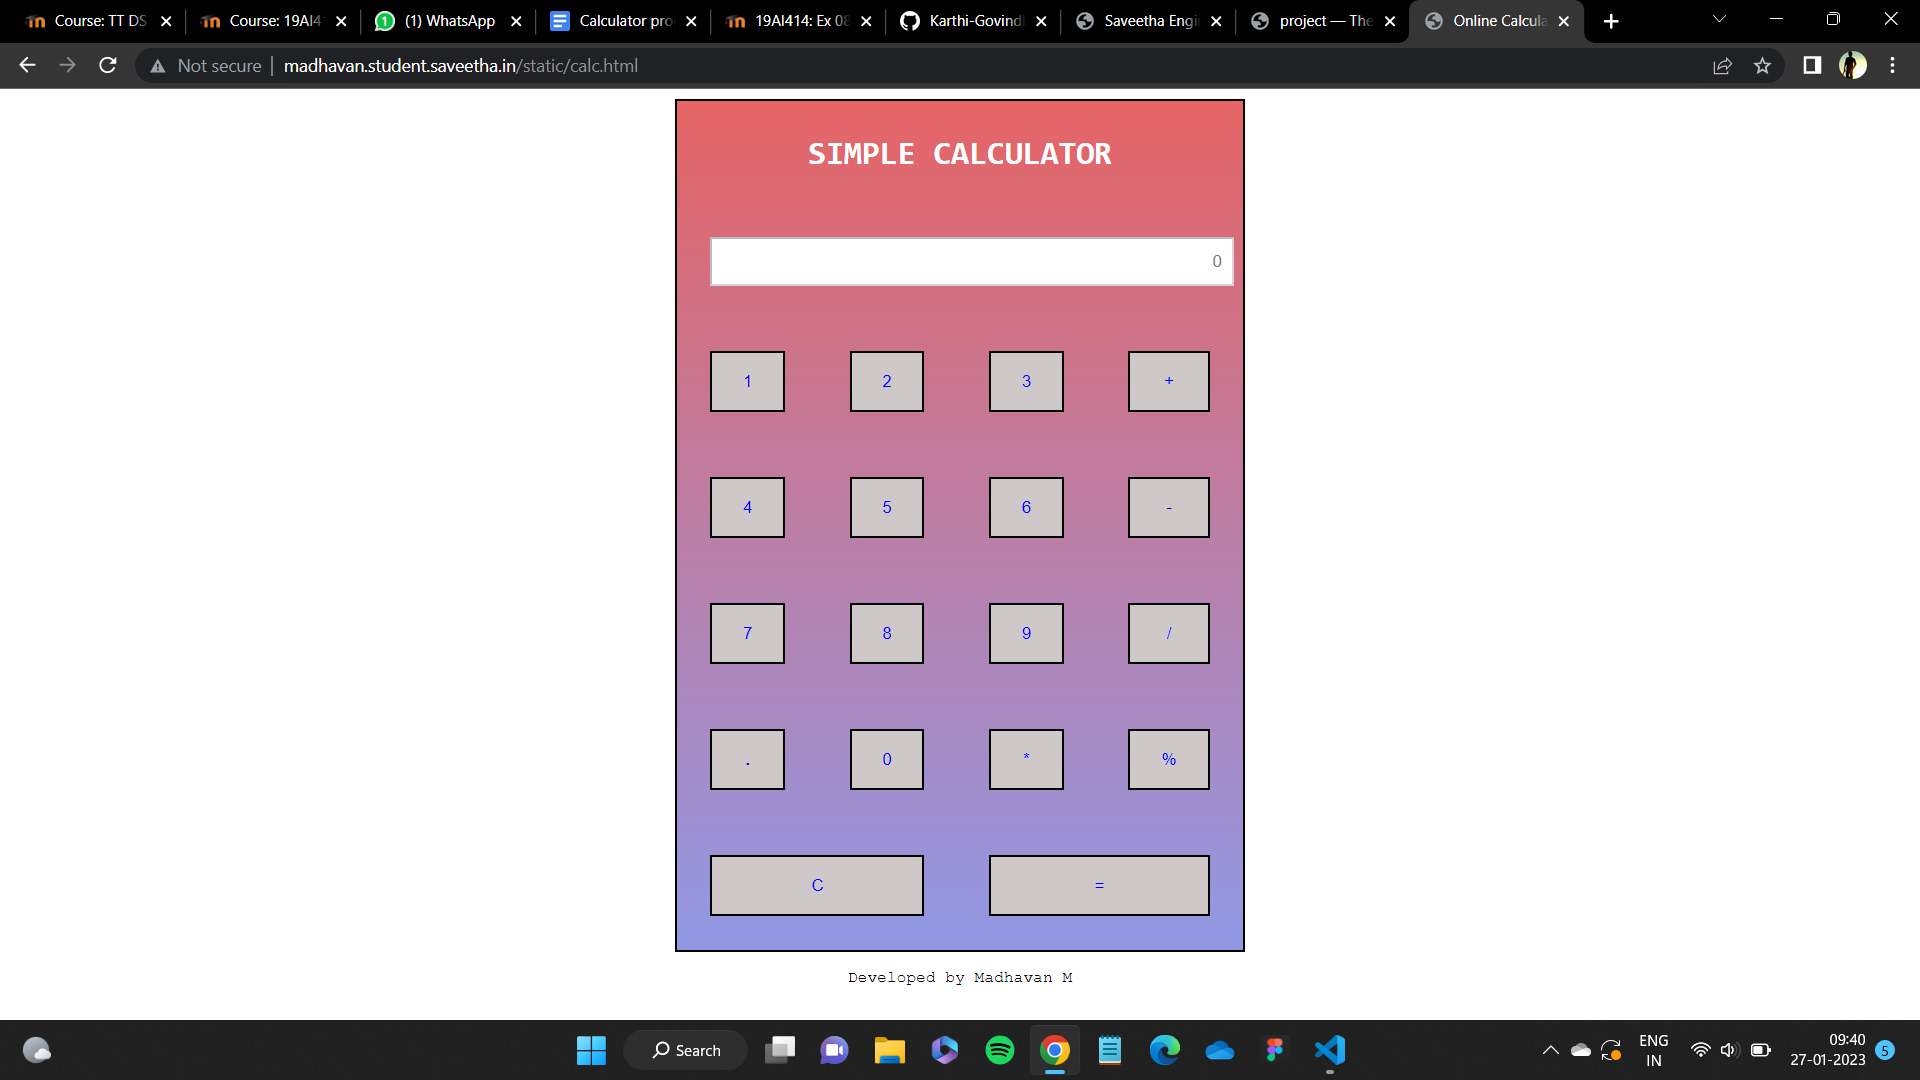 Course: TT DS
Course: 19AI4
1 (1) WhatsApp
Calculator pro
19AI414: Ex 08
Karthi-Govind
Saveetha Engi
project — The
Online Calcula
Not secure
madhavan.student.saveetha.in/static/calc.html
SIMPLE CALCULATOR
0
1 2 3 +
4 5 6 -
7 8 9 /
. 0 * %
C =
Developed by Madhavan M
Search
ENG
IN
09:40
27-01-2023
5